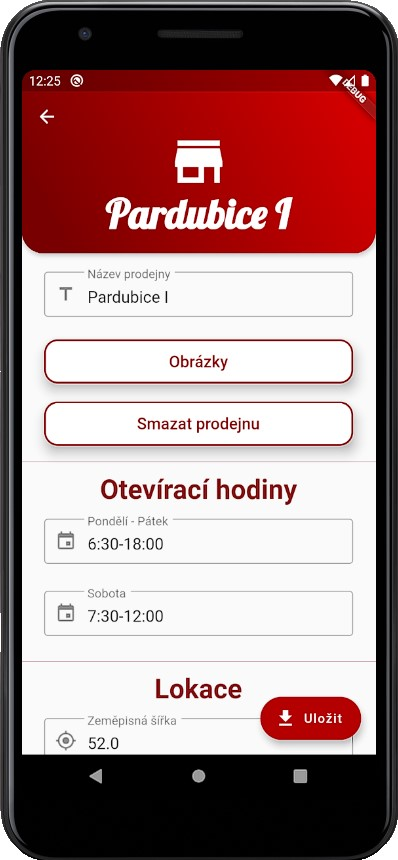 12:25
DEBUG
Pardubice I
Název prodejny
Pardubice I
Obrázky
Smazat prodejnu
Otevírací hodiny
Pondělí - Pátek
6:30-18:00
Sobota
7:30-12:00
Lokace
Zeměpisná šířka
52.0
Uložit